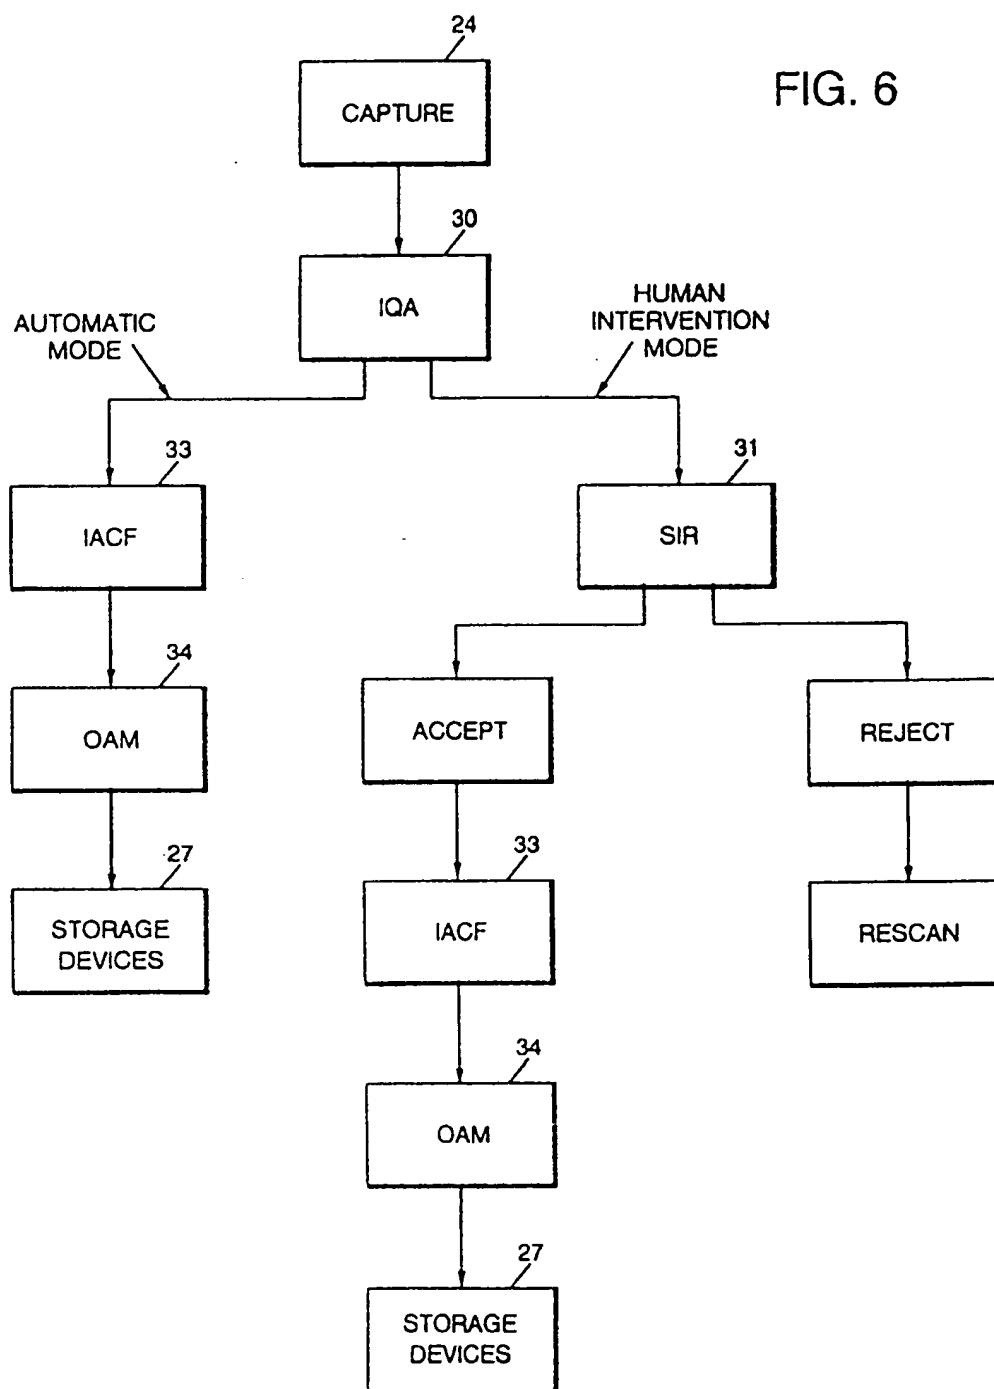 24
FIG. 6
CAPTURE
30
IQA
AUTOMATIC
MODE
HUMAN
INTERVENTION
MODE
33
IACF
31
SIR
34
OAM
ACCEPT
REJECT
27
STORAGE
DEVICES
33
IACF
RESCAN
34
OAM
27
STORAGE
DEVICES